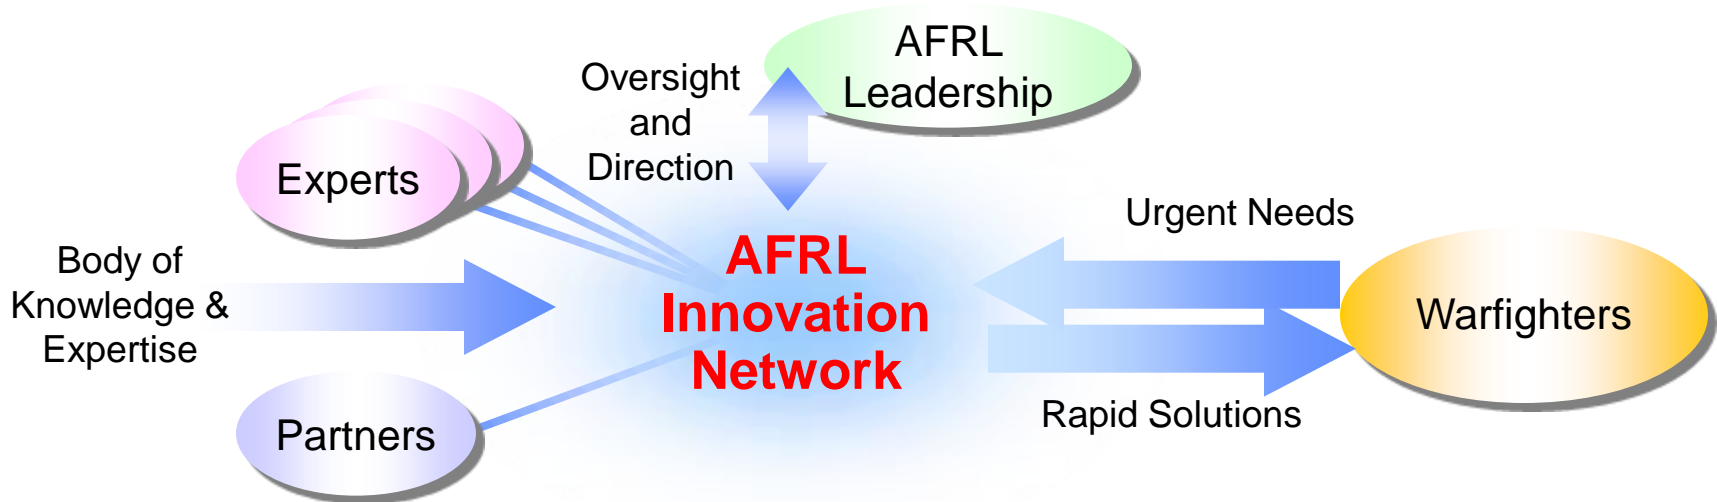 AFRL
Leadership
Oversight
and
Direction
Experts
Urgent Needs
Body of
Knowledge &
Expertise
AFRL
Innovation
Network
Warfighters
Rapid Solutions
Partners